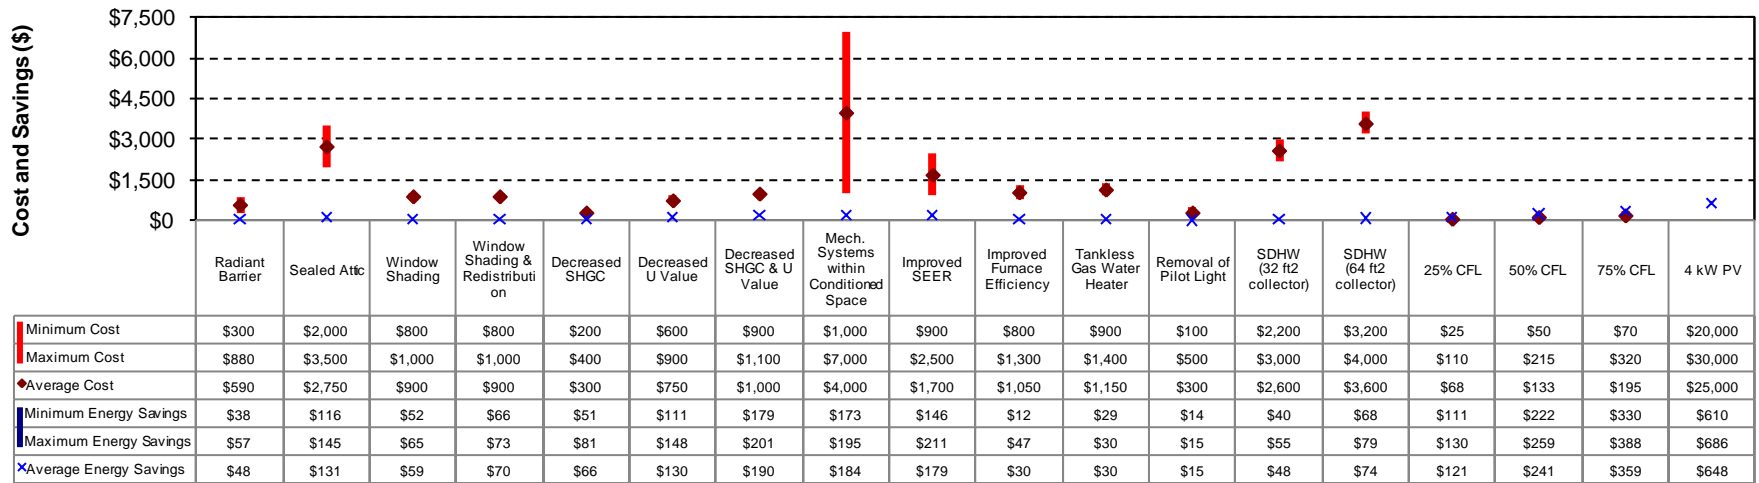 Cost and Savings ($)
$7,500
$6,000
$4,500
$3,000
$1,500
$0
Radiant Barrier
Sealed Attic
Window Shading
Window Shading & Redistributi on
Decreased SHGC
Decreased U Value
Decreased SHGC & U Value
Mech. Systems within Conditioned Space
Improved SEER
Improved Furnace Efficiency
Tankless Gas Water Heater
Removal of Pilot Light
SDHW (32 ft2 collector)
SDHW (64 ft2 collector)
25% CFL
50% CFL
75% CFL
4 kW PV
Minimum Cost $300 $2,000 $800 $800 $200 $600 $900 $1,000 $900 $800 $900 $100 $2,200 $3,200 $25 $50 $70 $20,000
Maximum Cost $880 $3,500 $1,000 $1,000 $400 $900 $1,100 $7,000 $2,500 $1,300 $1,400 $500 $3,000 $4,000 $110 $215 $320 $30,000
Average Cost $590 $2,750 $900 $900 $300 $750 $1,000 $4,000 $1,700 $1,050 $1,150 $300 $2,600 $3,600 $68 $133 $195 $25,000
Minimum Energy Savings $38 $116 $52 $66 $51 $111 $179 $173 $146 $12 $29 $14 $40 $68 $111 $222 $330 $610
Maximum Energy Savings $57 $145 $65 $73 $81 $148 $201 $195 $211 $47 $30 $15 $55 $79 $130 $259 $388 $686
Average Energy Savings $48 $131 $59 $70 $66 $130 $190 $184 $179 $30 $30 $15 $48 $74 $121 $241 $359 $648